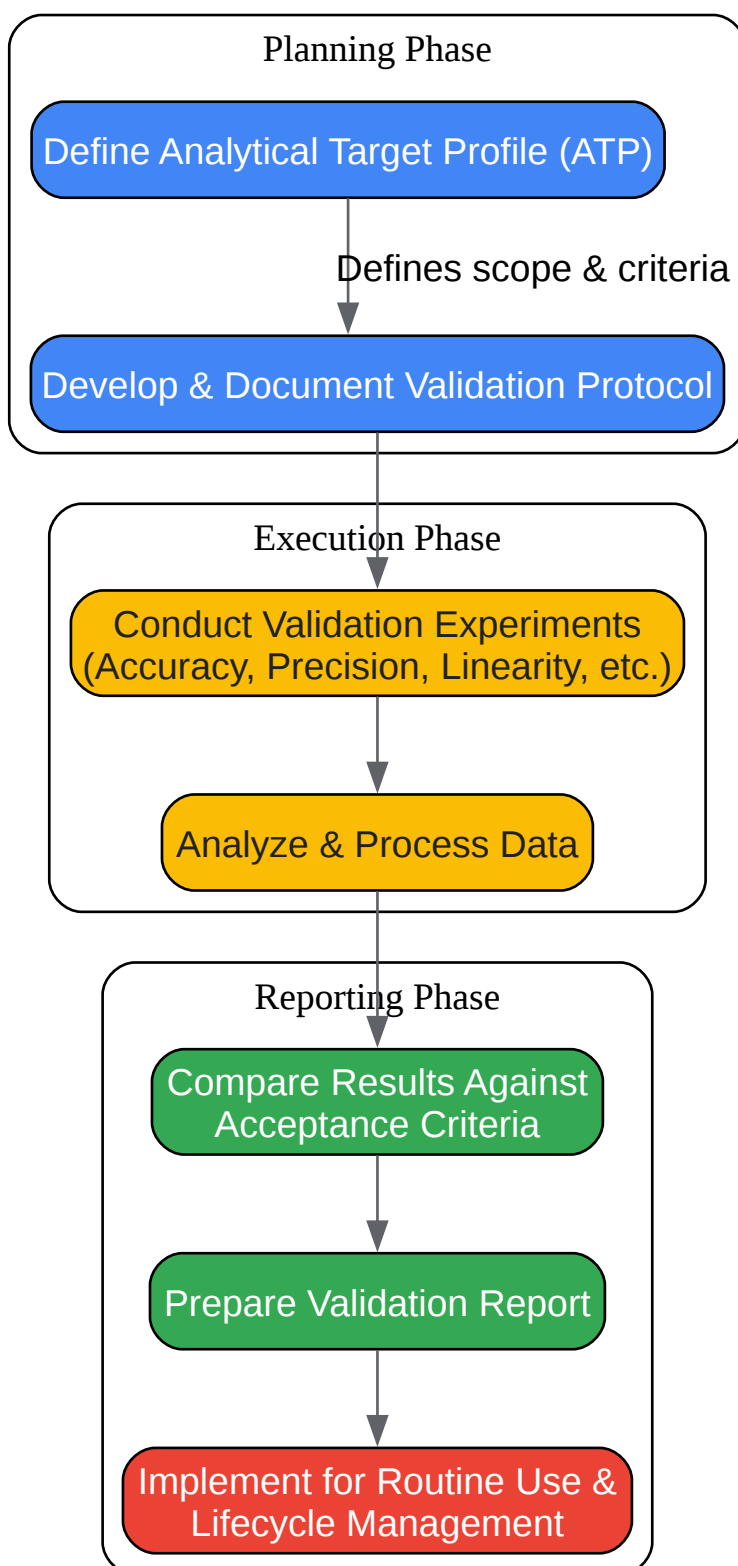 Planning Phase
Define Analytical Target Profile (ATP)
Defines scope & criteria
Develop & Document Validation Protocol
Execution Phase
Conduct Validation Experiments
(Accuracy, Precision, Linearity, etc.)
Analyze & Process Data
Reporting Phase
Compare Results Against
Acceptance Criteria
Prepare Validation Report
Implement for Routine Use &
Lifecycle Management